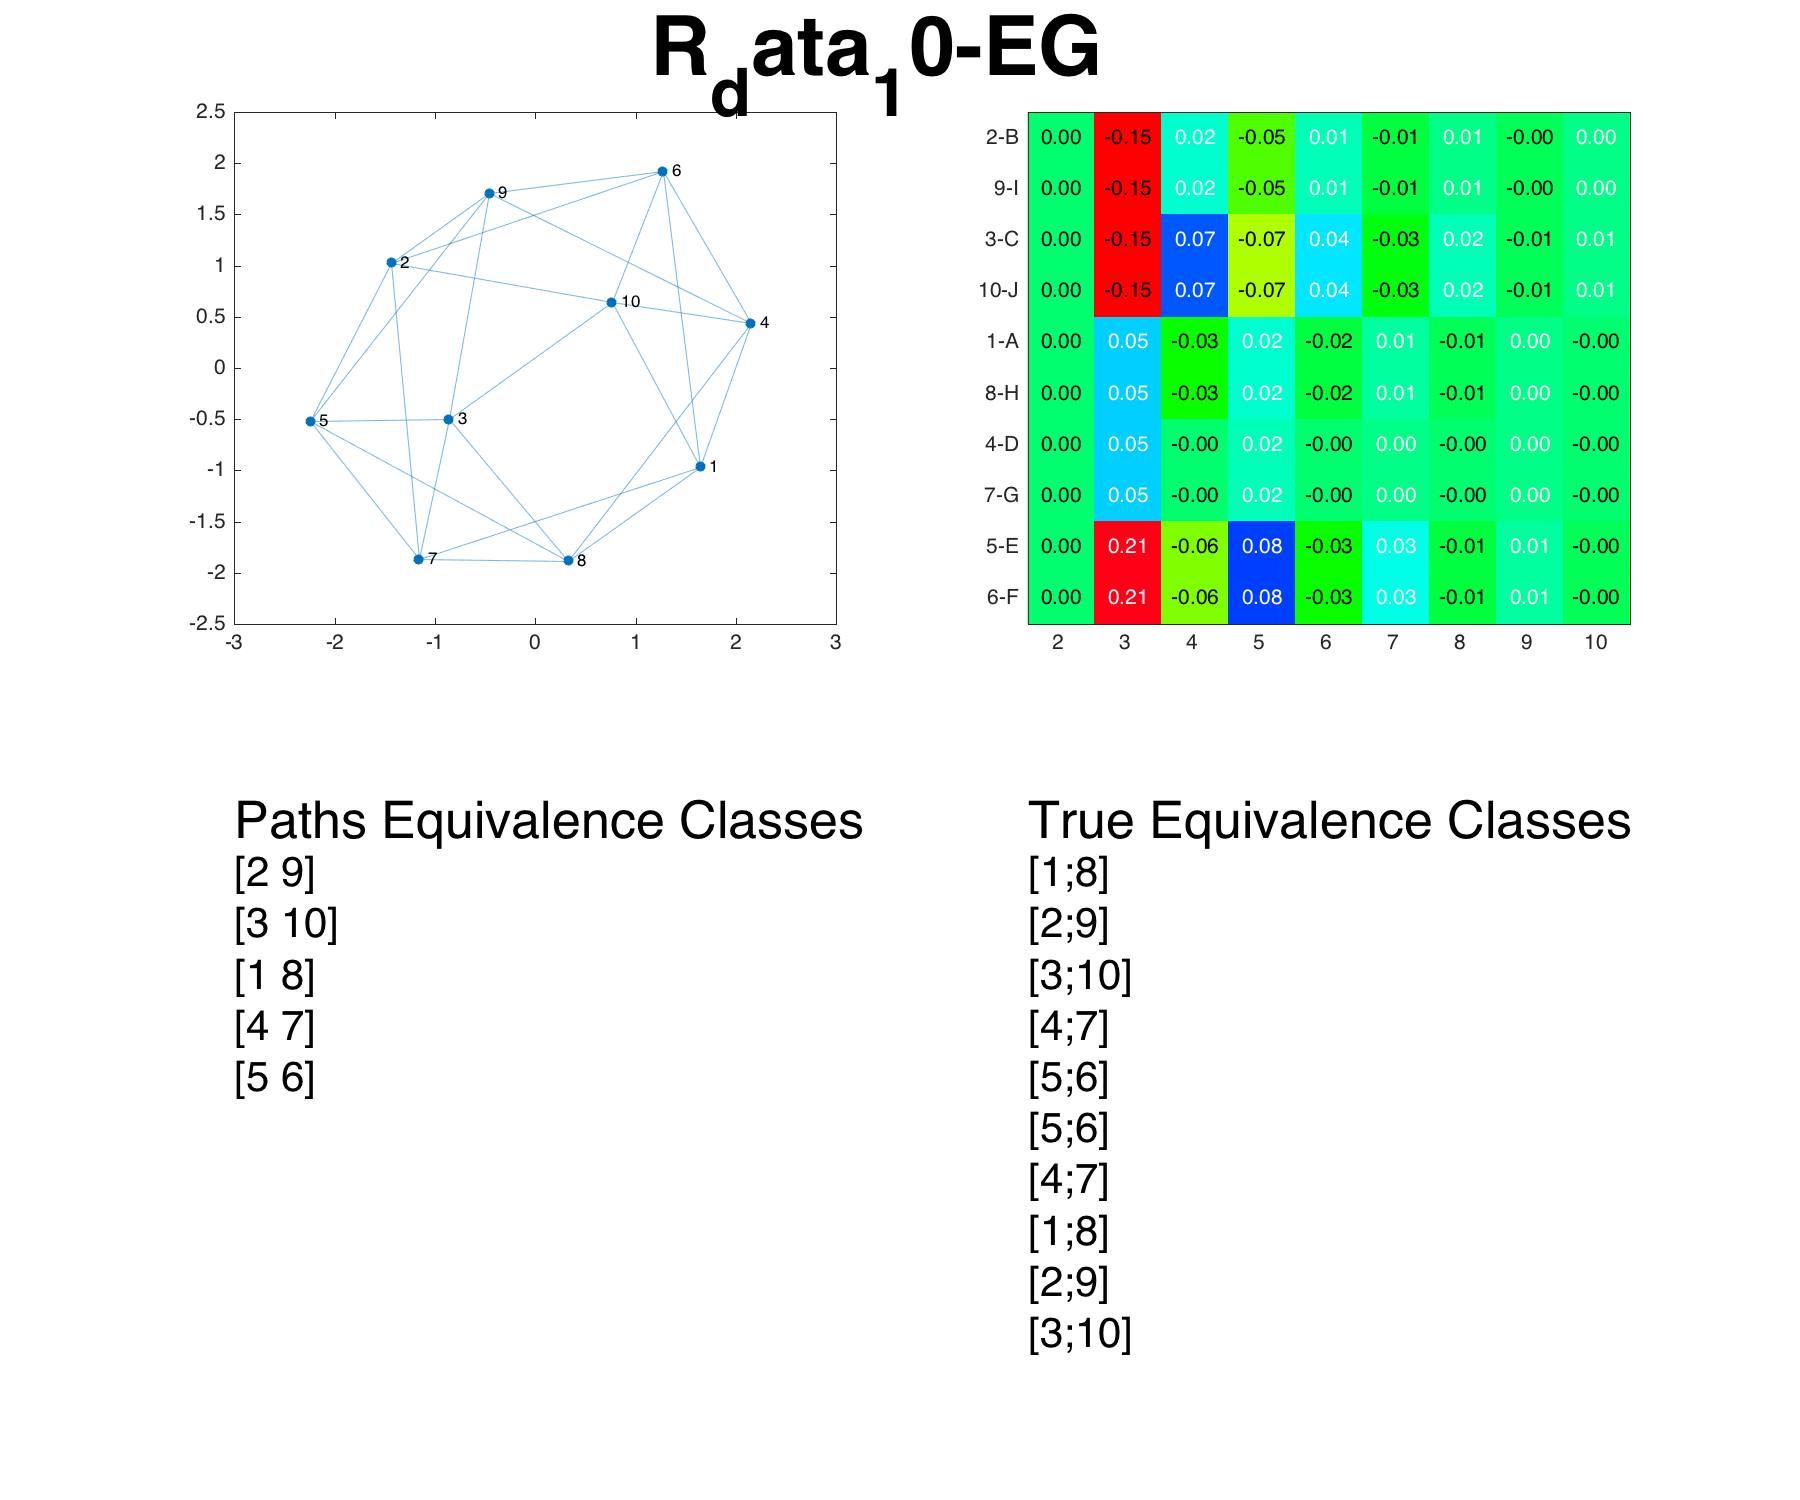 R_data_10-EG
2.5
2
1.5
1
0.5
0
-0.5
-1
-1.5
-2
-2.5
-3 -2 -1 0 1 2 3
6
9
2
10
4
5
3
1
7
8
2-B 0.00 -0.15 0.02 -0.05 0.01 -0.01 0.01 -0.00 0.00
9-I 0.00 -0.15 0.02 -0.05 0.01 -0.01 0.01 -0.00 0.00
3-C 0.00 -0.15 0.07 -0.07 0.04 -0.03 0.02 -0.01 0.01
10-J 0.00 -0.15 0.07 -0.07 0.04 -0.03 0.02 -0.01 0.01
1-A 0.00 0.05 -0.03 0.02 -0.02 0.01 -0.01 0.00 -0.00
8-H 0.00 0.05 -0.03 0.02 -0.02 0.01 -0.01 0.00 -0.00
4-D 0.00 0.05 -0.00 0.02 -0.00 0.00 -0.00 0.00 -0.00
7-G 0.00 0.05 -0.00 0.02 -0.00 0.00 -0.00 0.00 -0.00
5-E 0.00 0.21 -0.06 0.08 -0.03 0.03 -0.01 0.01 -0.00
6-F 0.00 0.21 -0.06 0.08 -0.03 0.03 -0.01 0.01 -0.00
2 3 4 5 6 7 8 9 10
Paths Equivalence Classes
[2 9]
[3 10]
[1 8]
[4 7]
[5 6]
True Equivalence Classes
[1;8]
[2;9]
[3;10]
[4;7]
[5;6]
[5;6]
[4;7]
[1;8]
[2;9]
[3;10]